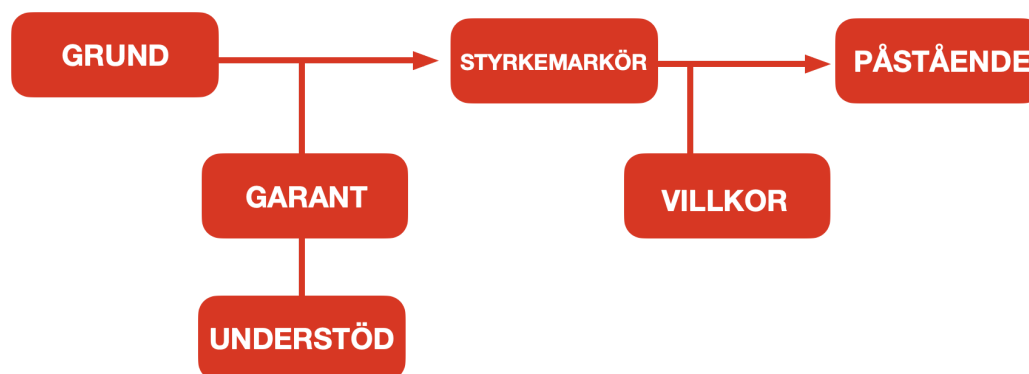 GRUND
STYRKEMARKÖR
PÅSTÅENDE
GARANT
VILLKOR
UNDERSTÖD